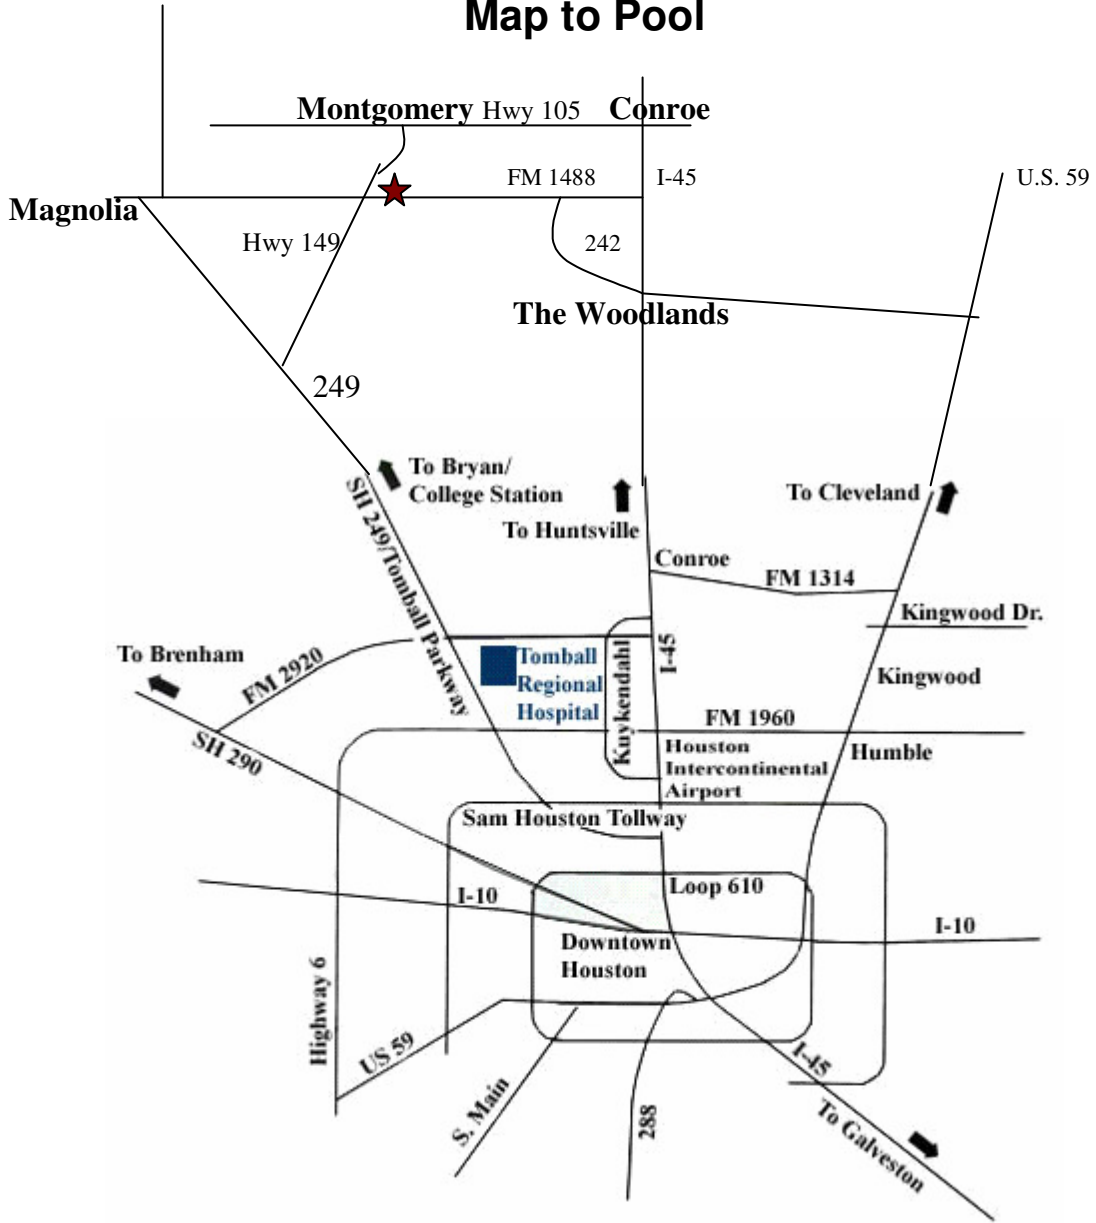 Map to Pool
Montgomery Hwy 105 Conroe
FM 1488
I-45
U.S. 59
Magnolia
Hwy 149
242
The Woodlands
249
To Bryan/
College Station
To Huntsville
To Cleveland
SH 249/Tomball Parkway
Conroe
FM 1314
Kingwood Dr.
To Brenham
FM 2920
Tomball
Regional
Hospital
Kuykendahl
I-45
Kingwood
SH 290
FM 1960
Houston
Intercontinental
Airport
Humble
Sam Houston Tollway
I-10
Loop 610
I-10
Downtown
Houston
Highway 6
US 59
S. Main
288
I-45
To Galveston